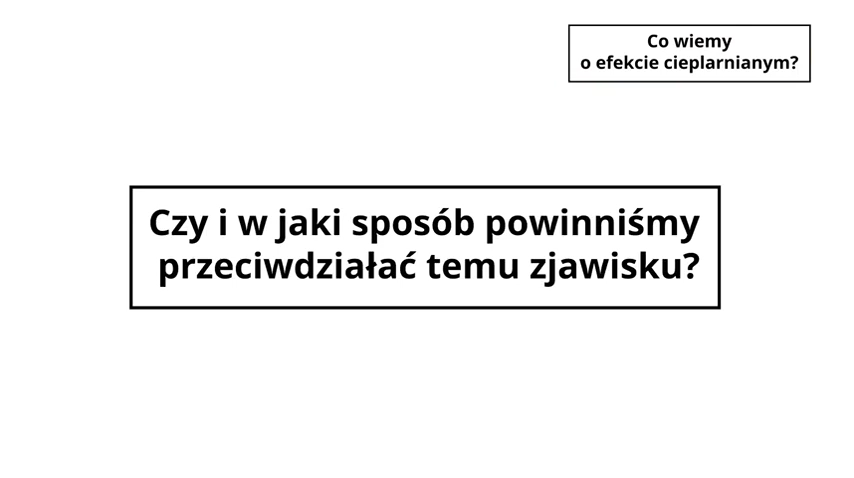 Co wiemy
o efekcie cieplarnianym?
Czy i w jaki sposób powinniśmy
przeciwdziałać temu zjawisku?